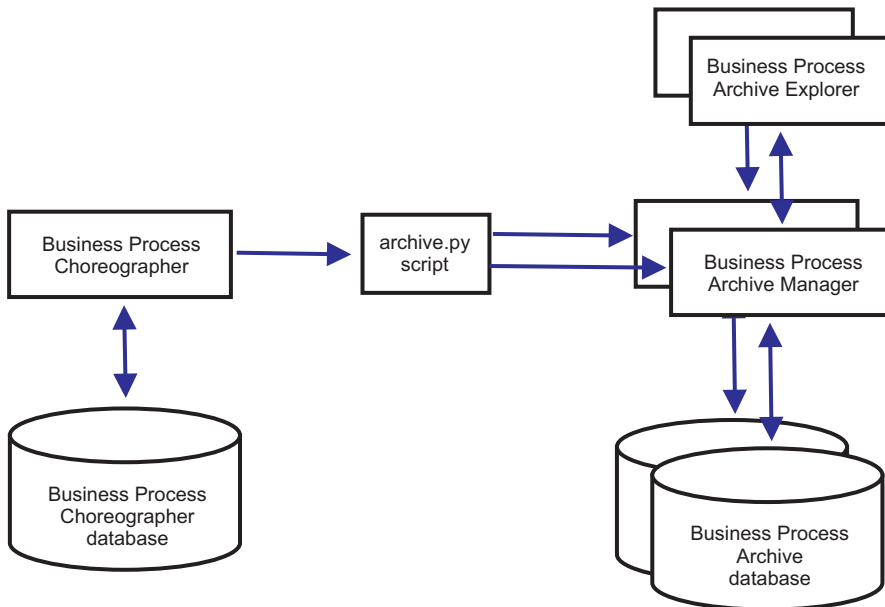 Business Process
Archive Explorer
Business Process
Choreographer
archive.py
script
Business Process
Archive Manager
Business Process
Choreographer
database
Business Process
Archive
database